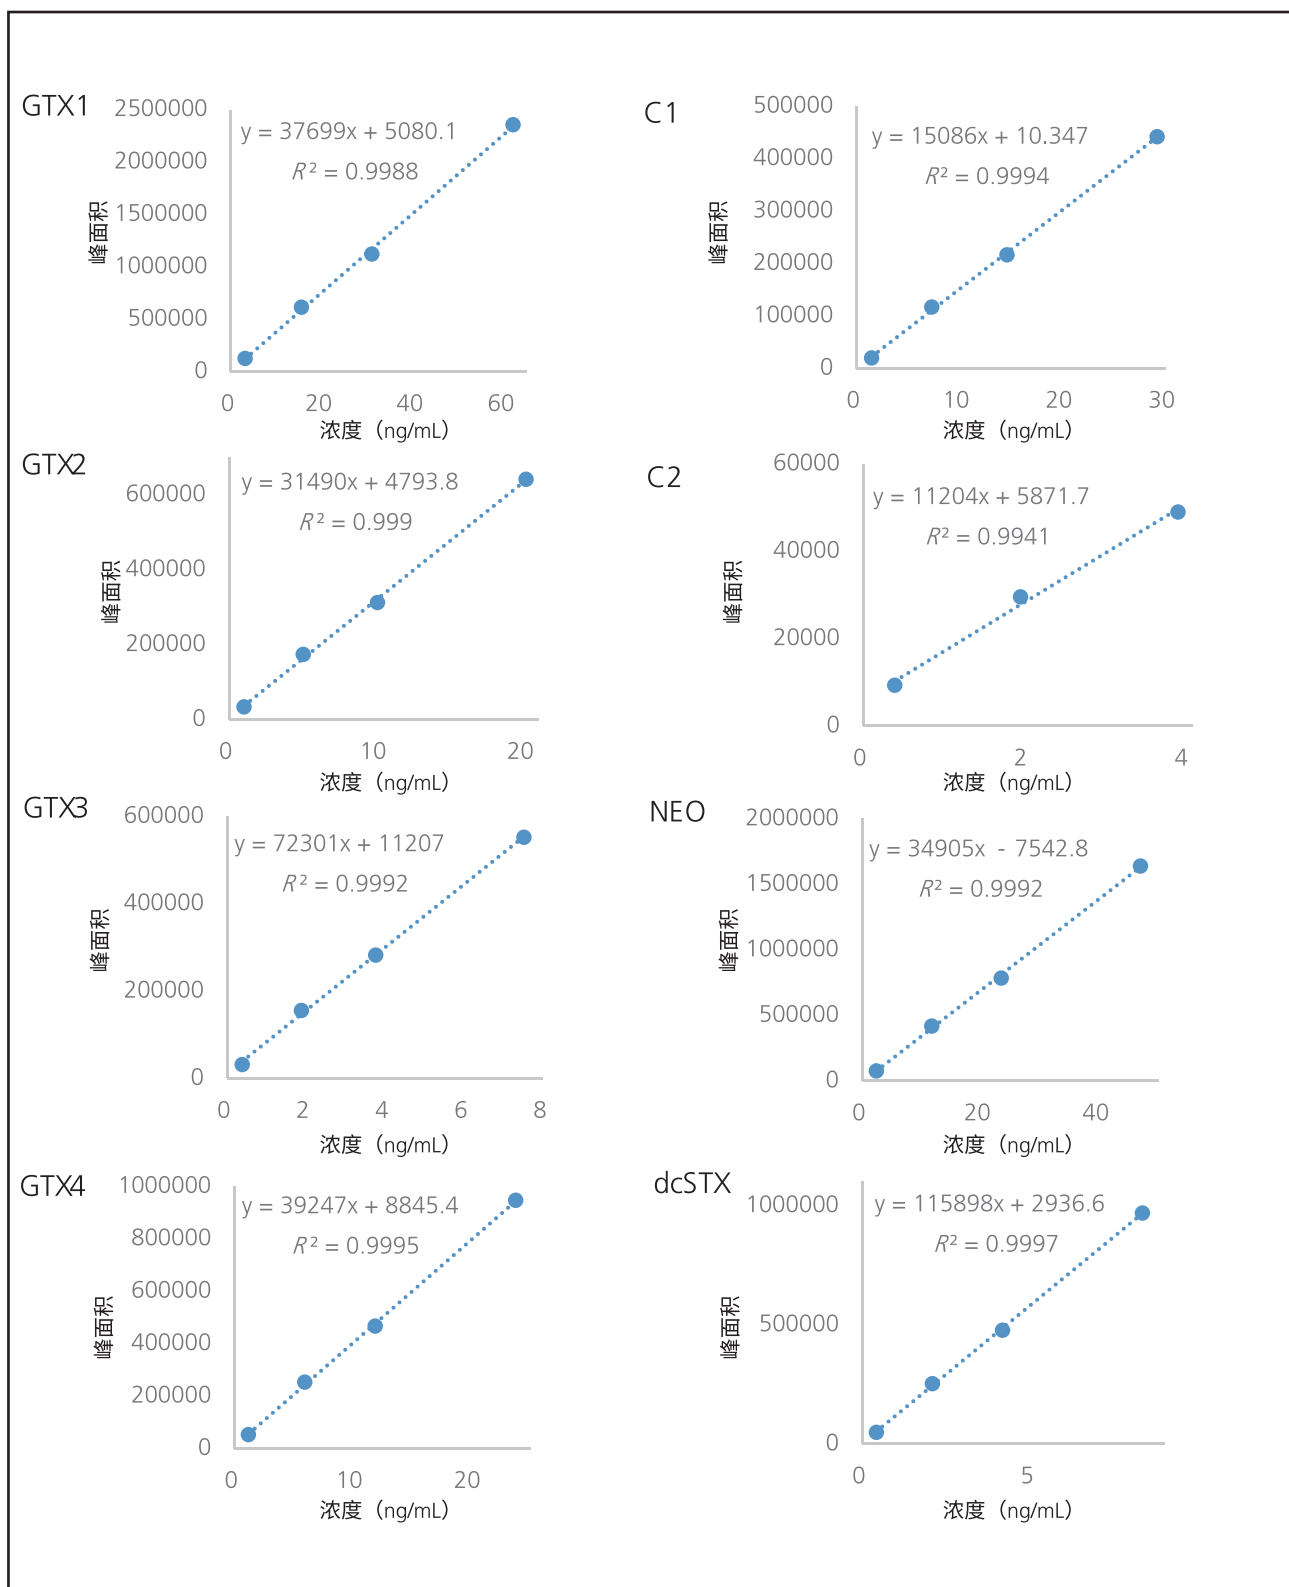 GTX1
2500000
2000000
1500000
1000000
500000
0
峰面积
y = 37699x + 5080.1
R² = 0.9988
0 20 40 60
浓度（ng/mL）
C1
500000
400000
300000
200000
100000
0
峰面积
y = 15086x + 10.347
R² = 0.9994
0 10 20 30
浓度（ng/mL）
GTX2
600000
400000
200000
0
峰面积
y = 31490x + 4793.8
R² = 0.999
0 10 20
浓度（ng/mL）
C2
60000
40000
20000
0
峰面积
y = 11204x + 5871.7
R² = 0.9941
0 2 4
浓度（ng/mL）
GTX3
600000
400000
200000
0
峰面积
y = 72301x + 11207
R² = 0.9992
0 2 4 6 8
浓度（ng/mL）
NEO
2000000
1500000
1000000
500000
0
峰面积
y = 34905x - 7542.8
R² = 0.9992
0 20 40
浓度（ng/mL）
GTX4
1000000
800000
600000
400000
200000
0
峰面积
y = 39247x + 8845.4
R² = 0.9995
0 10 20
浓度（ng/mL）
dcSTX
1000000
500000
0
峰面积
y = 115898x + 2936.6
R² = 0.9997
0 5
浓度（ng/mL）